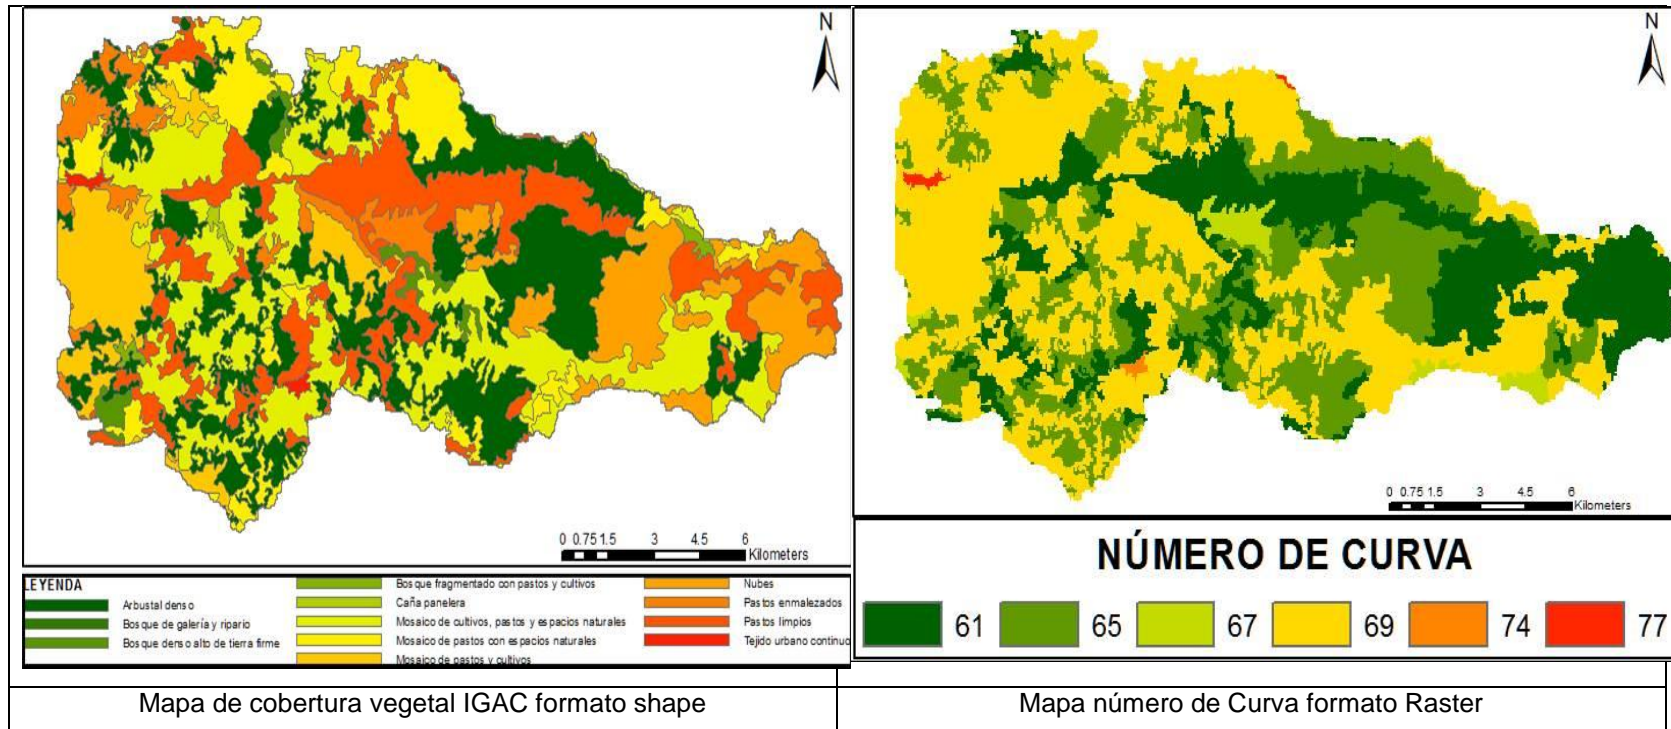 N
0 0.75 1.5 3 4.5 6
Kilometers
LEYENDA
Arbustal denso
Bosque de galería y ripario
Bosque denso alto de tierra firme
Bosque fragmentado con pastos y cultivos
Caña panelera
Mosaico de cultivos, pastos y espacios naturales
Mosaico de pastos con espacios naturales
Mosaico de pastos y cultivos
Nubes
Pastos enmalezados
Pastos limpios
Tejido urbano continuo
N
0 0.75 1.5 3 4.5 6
Kilometers
NÚMERO DE CURVA
61 65 67 69 74 77
Mapa de cobertura vegetal IGAC formato shape
Mapa número de Curva formato Raster